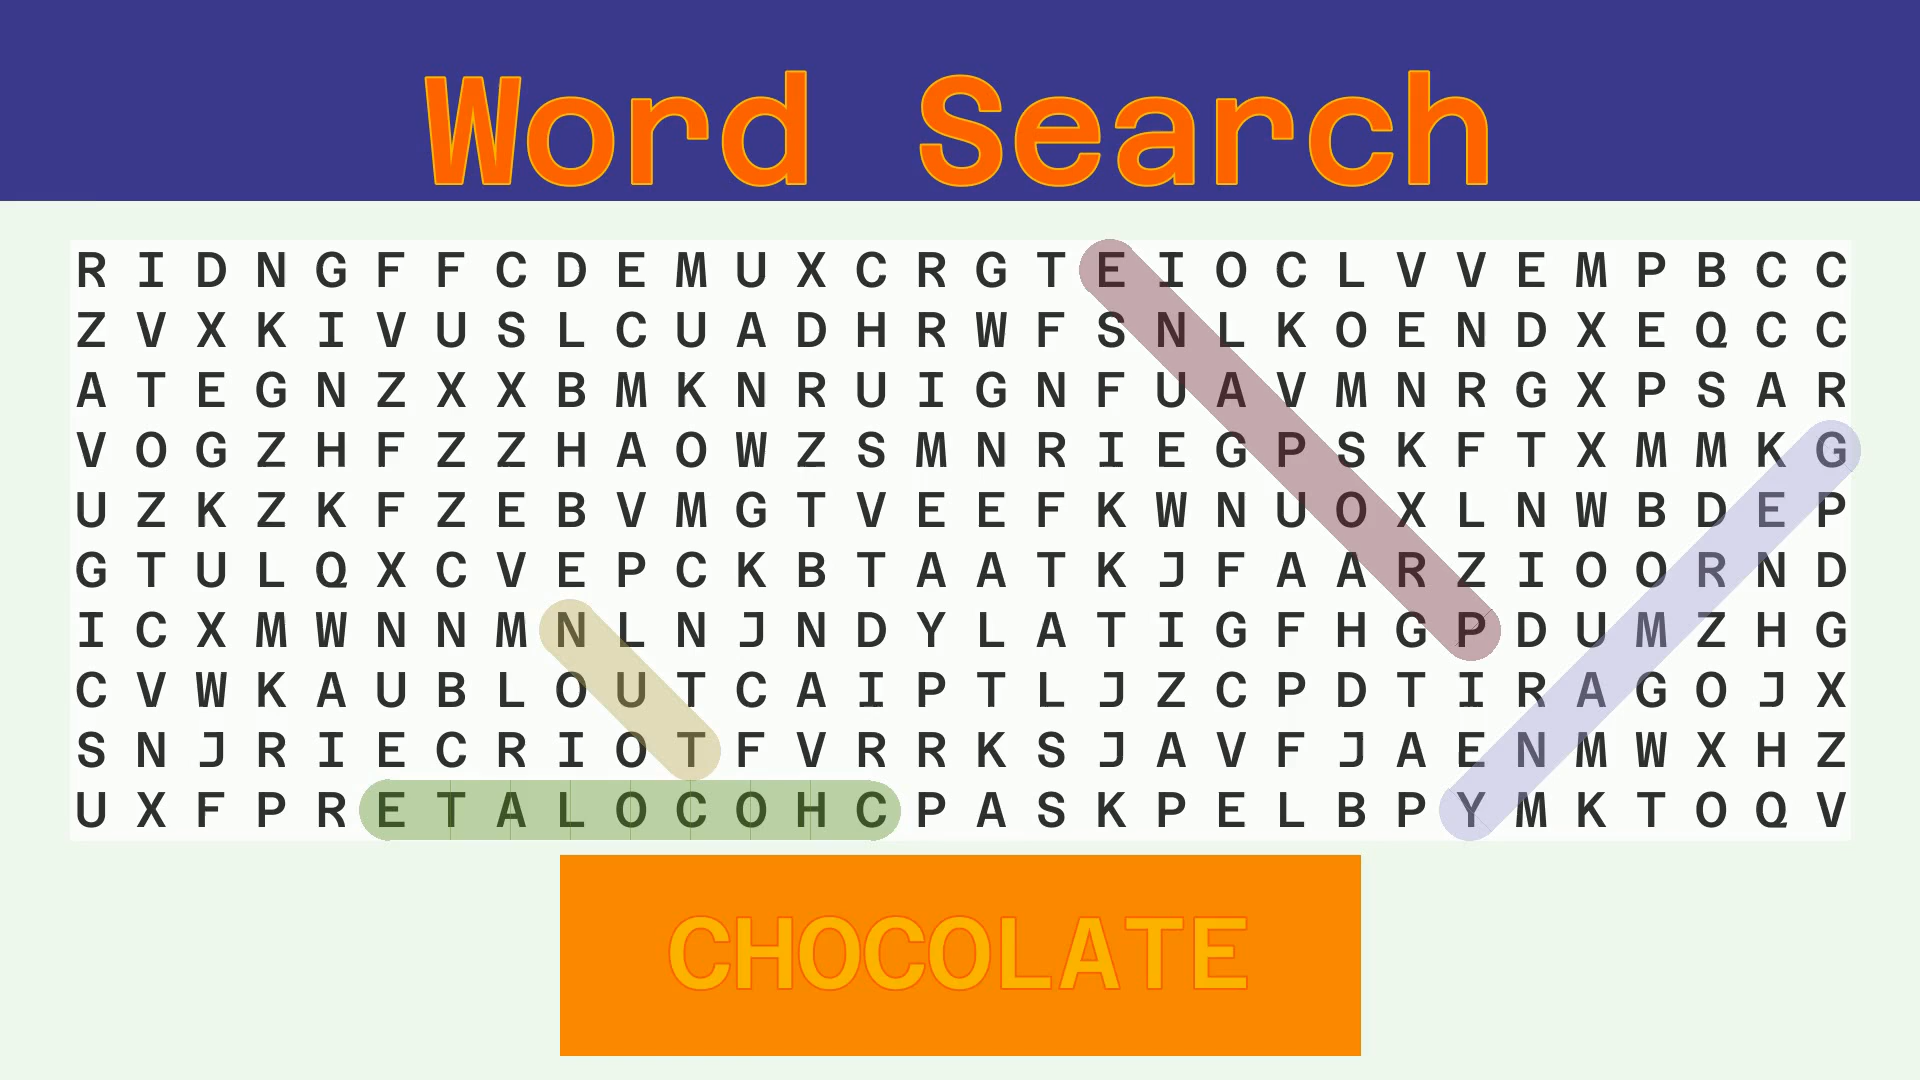 Word Search
R I D N G F F C D E M U X C R G T E I O C L V V E M P B C C
Z V X K I V U S L C U A D H R W F S N L K O E N D X E Q C C
A T E G N Z X X B M K N R U I G N F U A V M N R G X P S A R
V O G Z H F Z Z H A O W Z S M N R I E G P S K F T X M M K G
U Z K Z K F Z E B V M G T V E E F K W N U O X L N W B D E P
G T U L Q X C V E P C K B T A A T K J F A A R Z I O O R N D
I C X M W N N M N L N J N D Y L A T I G F H G P D U M Z H G
C V W K A U B L O U T C A I P T L J Z C P D T I R A G O J X
S N J R I E C R I O T F V R R K S J A V F J A E N M W X H Z
U X F P R E T A L O C O H C P A S K P E L B P Y M K T O Q V
CHOCOLATE